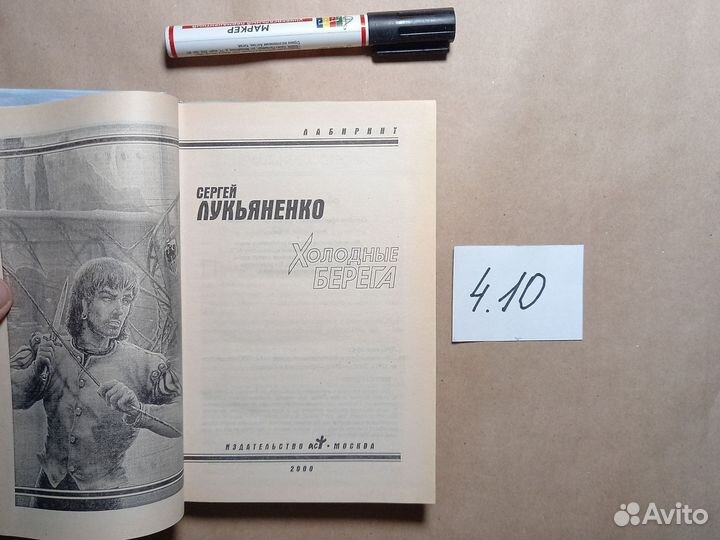 МАРКЕР
ЛАБИРИНТ
СЕРГЕЙ
ЛУКЬЯНЕНКО
ХОЛОДНЫЕ
БЕРЕГА
ИЗДАТЕЛЬСТВО АСТ • МОСКВА
2000
4.10
Avito